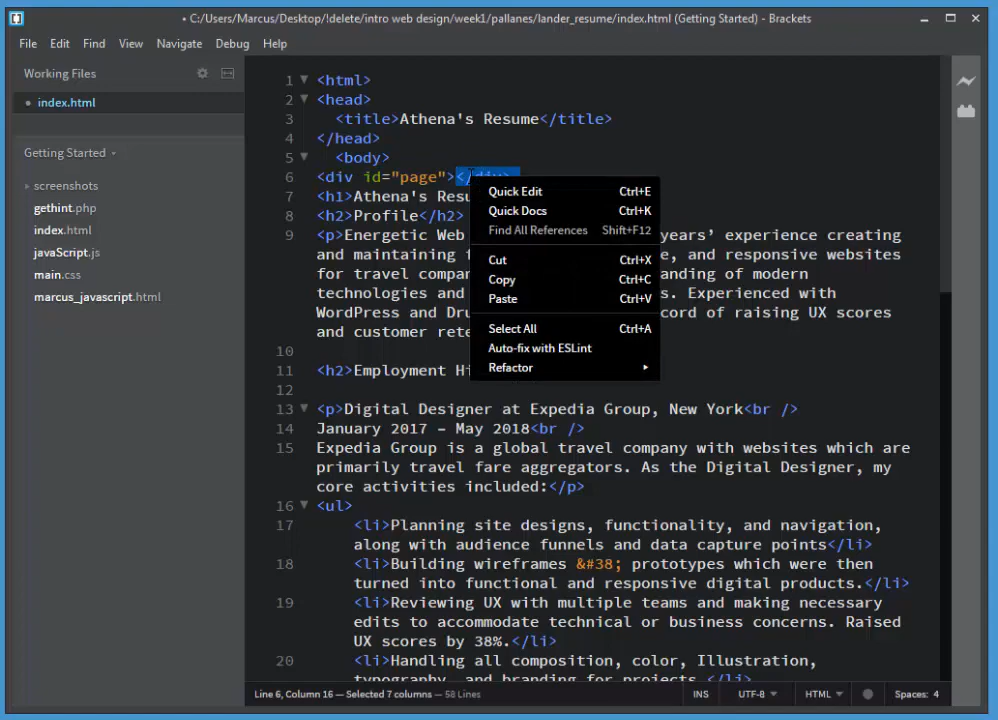 • C:/Users/Marcus/Desktop/!delete/intro web design/week1/pallanes/lander_resume/index.html (Getting Started) - Brackets
File Edit Find View Navigate Debug Help
Working Files
• index.html
Getting Started
screenshots
gethint.php
index.html
javaScript.js
main.css
marcus_javascript.html
1 <html>
2 <head>
3 <title>Athena's Resume</title>
4 </head>
5 <body>
6 <div id="page"></div>
7 <h1>Athena's Resu
8 <h2>Profile</h2>
9 <p>Energetic Web years’ experience creating
and maintaining e, and responsive websites
for travel compan anding of modern
technologies and s. Experienced with
WordPress and Dru cord of raising UX scores
and customer rete
10
11 <h2>Employment Hi
12
13 <p>Digital Designer at Expedia Group, New York<br />
14 January 2017 – May 2018<br />
15 Expedia Group is a global travel company with websites which are
primarily travel fare aggregators. As the Digital Designer, my
core activities included:</p>
16 <ul>
17 <li>Planning site designs, functionality, and navigation,
along with audience funnels and data capture points</li>
18 <li>Building wireframes &#38; prototypes which were then
turned into functional and responsive digital products.</li>
19 <li>Reviewing UX with multiple teams and making necessary
edits to accommodate technical or business concerns. Raised
UX scores by 38%.</li>
20 <li>Handling all composition, color, Illustration,
typography, and branding for projects.</li>
Quick Edit Ctrl+E
Quick Docs Ctrl+K
Find All References Shift+F12
Cut Ctrl+X
Copy Ctrl+C
Paste Ctrl+V
Select All Ctrl+A
Auto-fix with ESLint
Refactor
Line 6, Column 16 — Selected 7 columns — 58 Lines
INS UTF-8 HTML Spaces: 4